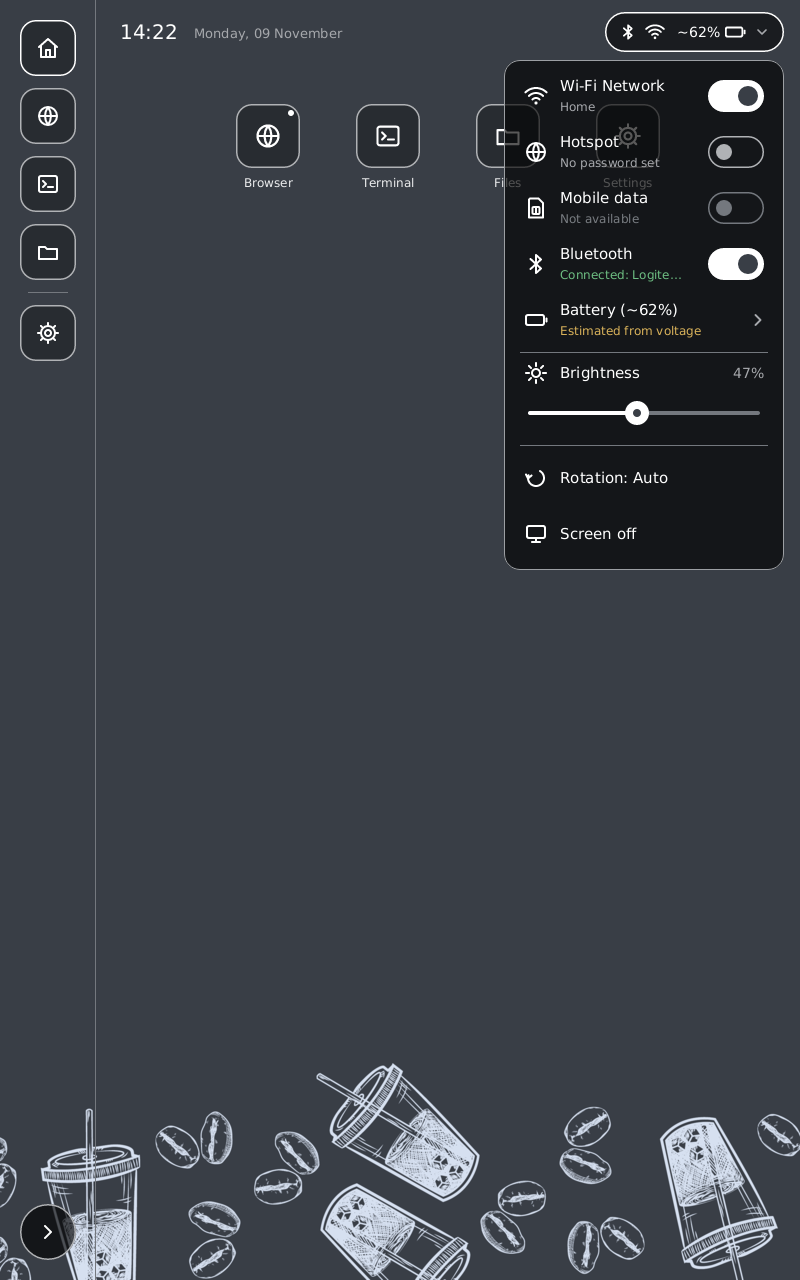 14:22 Monday, 09 November
~62%
Wi-Fi Network
Home
Hotspot
No password set
Mobile data
Not available
Bluetooth
Connected: Logite...
Battery (~62%)
Estimated from voltage
Brightness 47%
Rotation: Auto
Screen off
Browser Terminal Files Settings